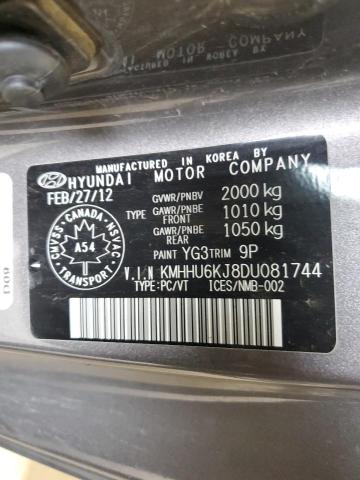 MOTOR COMPANY
MANUFACTURED IN KOREA BY
HYUNDAI MOTOR COMPANY
FEB/27/12
GVWR/PNBV 2000 kg
TYPE GAWR/PNBE FRONT 1010 kg
GAWR/PNBE REAR 1050 kg
PAINT YG3 TRIM 9P
V.I.N KMHHU6KJ8DU081744
TYPE:PC/VT ICES/NMB-002
CANADA
CMVSS NSVAC
A54
TRANSPORT